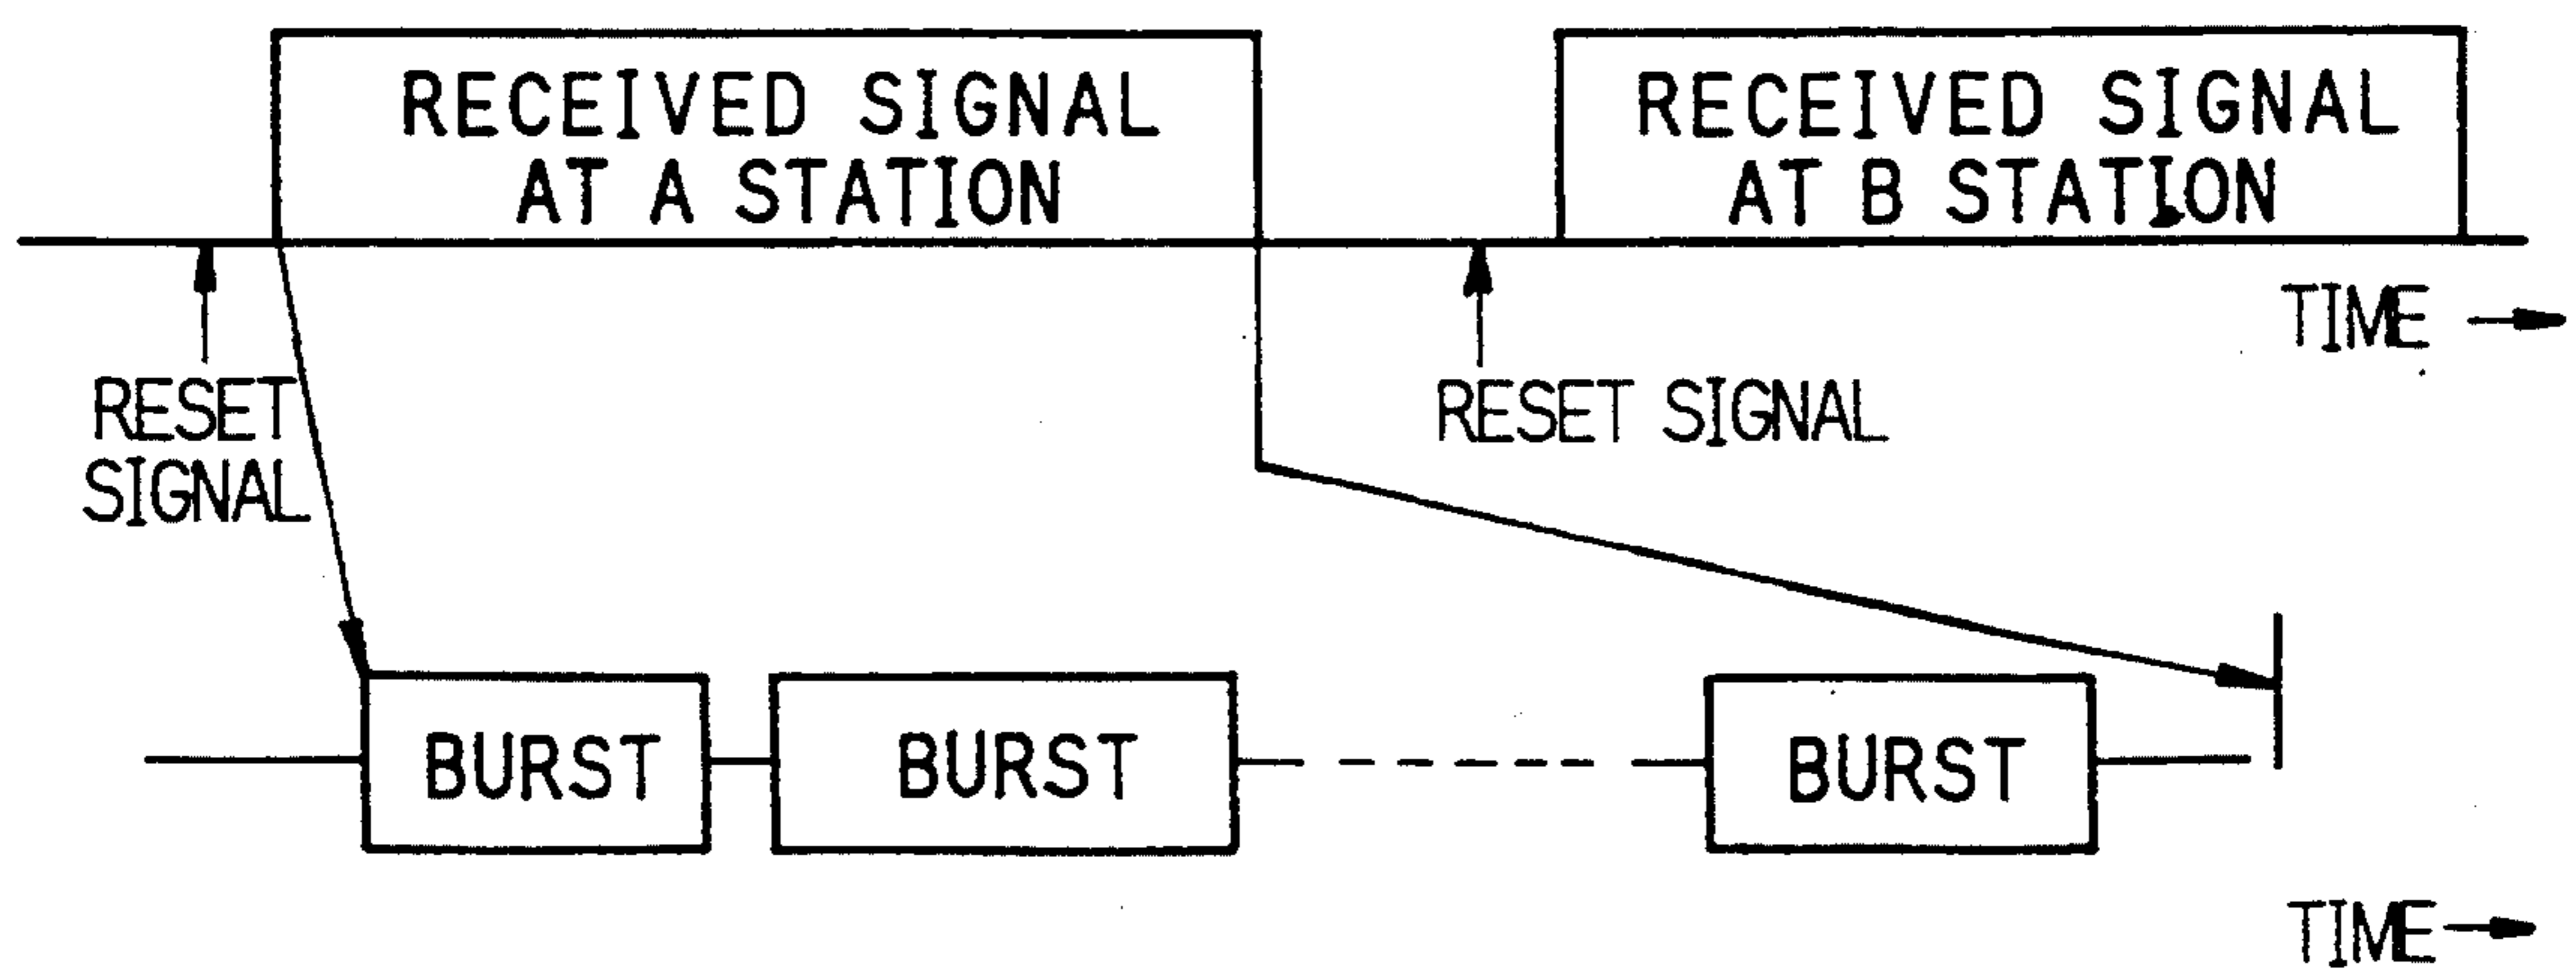 RECEIVED SIGNAL
AT A STATION
RECEIVED SIGNAL
AT B STATION
TIME
RESET
SIGNAL
RESET SIGNAL
BURST
BURST
BURST
TIME